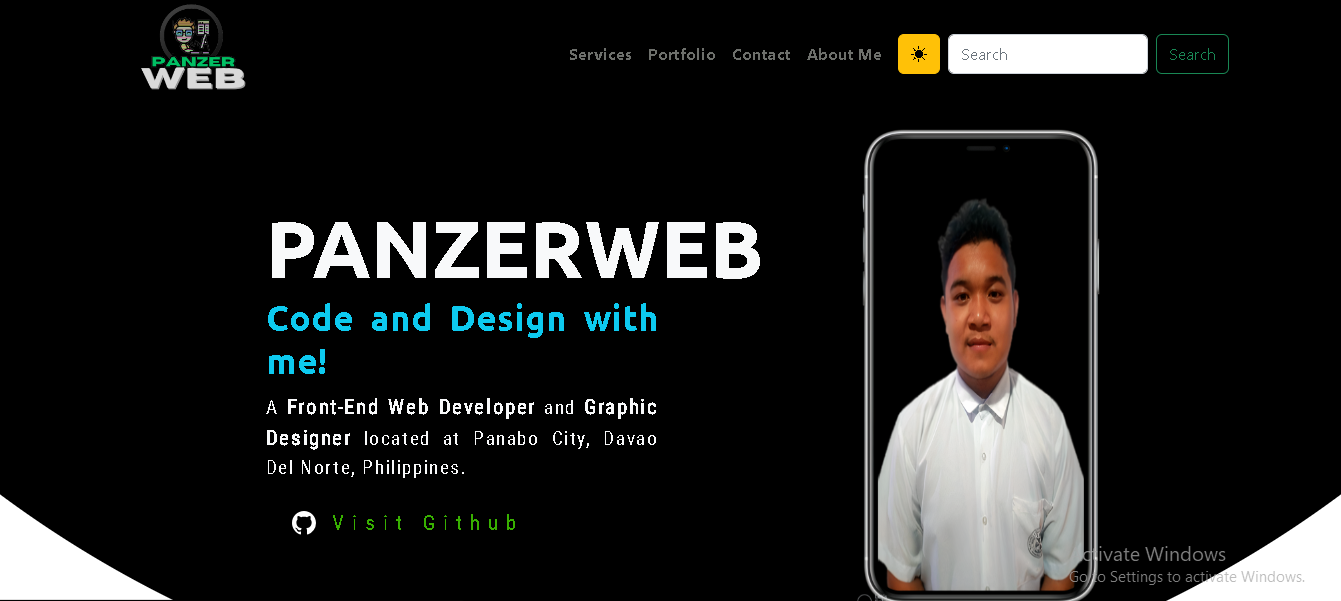 PANZER
WEB
Services Portfolio Contact About Me Search Search
PANZERWEB
Code and Design with
me!
A Front-End Web Developer and Graphic
Designer located at Panabo City, Davao
Del Norte, Philippines.
Visit Github
Activate Windows
Go to Settings to activate Windows.